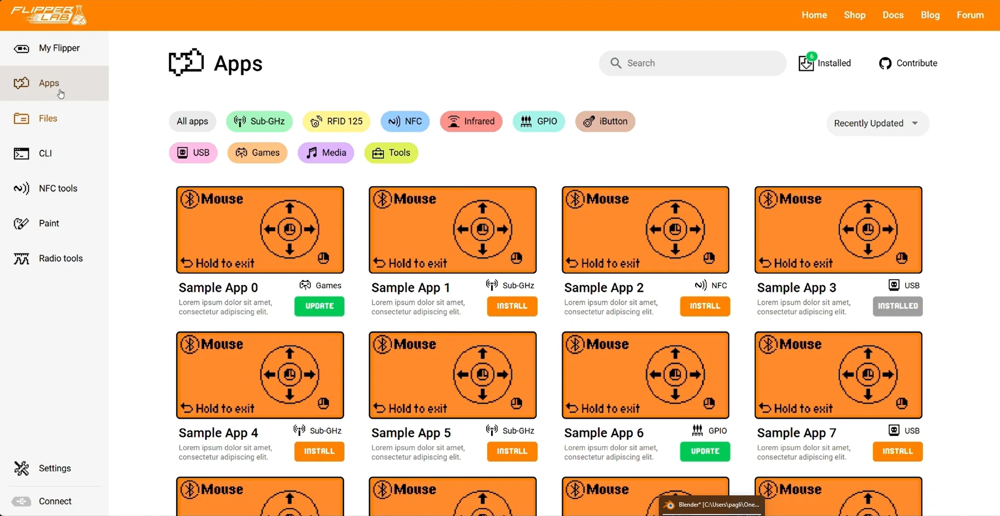 FLIPPER
LAB
Home
Shop
Docs
Blog
Forum
My Flipper
Apps
Files
CLI
NFC tools
Paint
Radio tools
Settings
Connect
Apps
Search
6
Installed
Contribute
All apps
Sub-GHz
RFID 125
NFC
Infrared
GPIO
iButton
Recently Updated
USB
Games
Media
Tools
Mouse
Hold to exit
Mouse
Hold to exit
Mouse
Hold to exit
Mouse
Hold to exit
Sample App 0
Games
Lorem ipsum dolor sit amet,
consectetur adipiscing elit.
UPDATE
Sample App 1
Sub-GHz
Lorem ipsum dolor sit amet,
consectetur adipiscing elit.
INSTALL
Sample App 2
NFC
Lorem ipsum dolor sit amet,
consectetur adipiscing elit.
INSTALL
Sample App 3
USB
Lorem ipsum dolor sit amet,
consectetur adipiscing elit.
INSTALLED
Mouse
Hold to exit
Mouse
Hold to exit
Mouse
Hold to exit
Mouse
Hold to exit
Sample App 4
Sub-GHz
Lorem ipsum dolor sit amet,
consectetur adipiscing elit.
INSTALL
Sample App 5
Sub-GHz
Lorem ipsum dolor sit amet,
consectetur adipiscing elit.
INSTALL
Sample App 6
GPIO
Lorem ipsum dolor sit amet,
consectetur adipiscing elit.
UPDATE
Sample App 7
USB
Lorem ipsum dolor sit amet,
consectetur adipiscing elit.
INSTALL
Mouse
Mouse
Mouse
Mouse
Blender* [C:\Users\pagli\One...